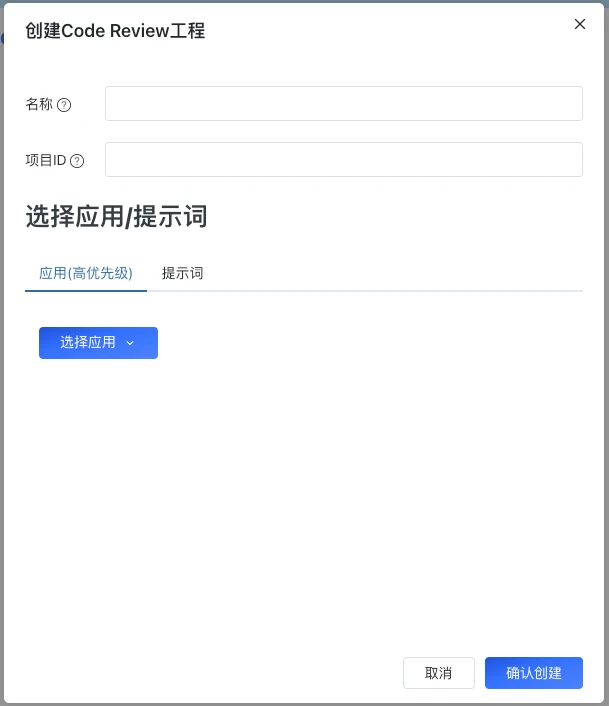 创建Code Review工程
名称
项目ID
选择应用/提示词
应用(高优先级) 提示词
选择应用
取消 确认创建